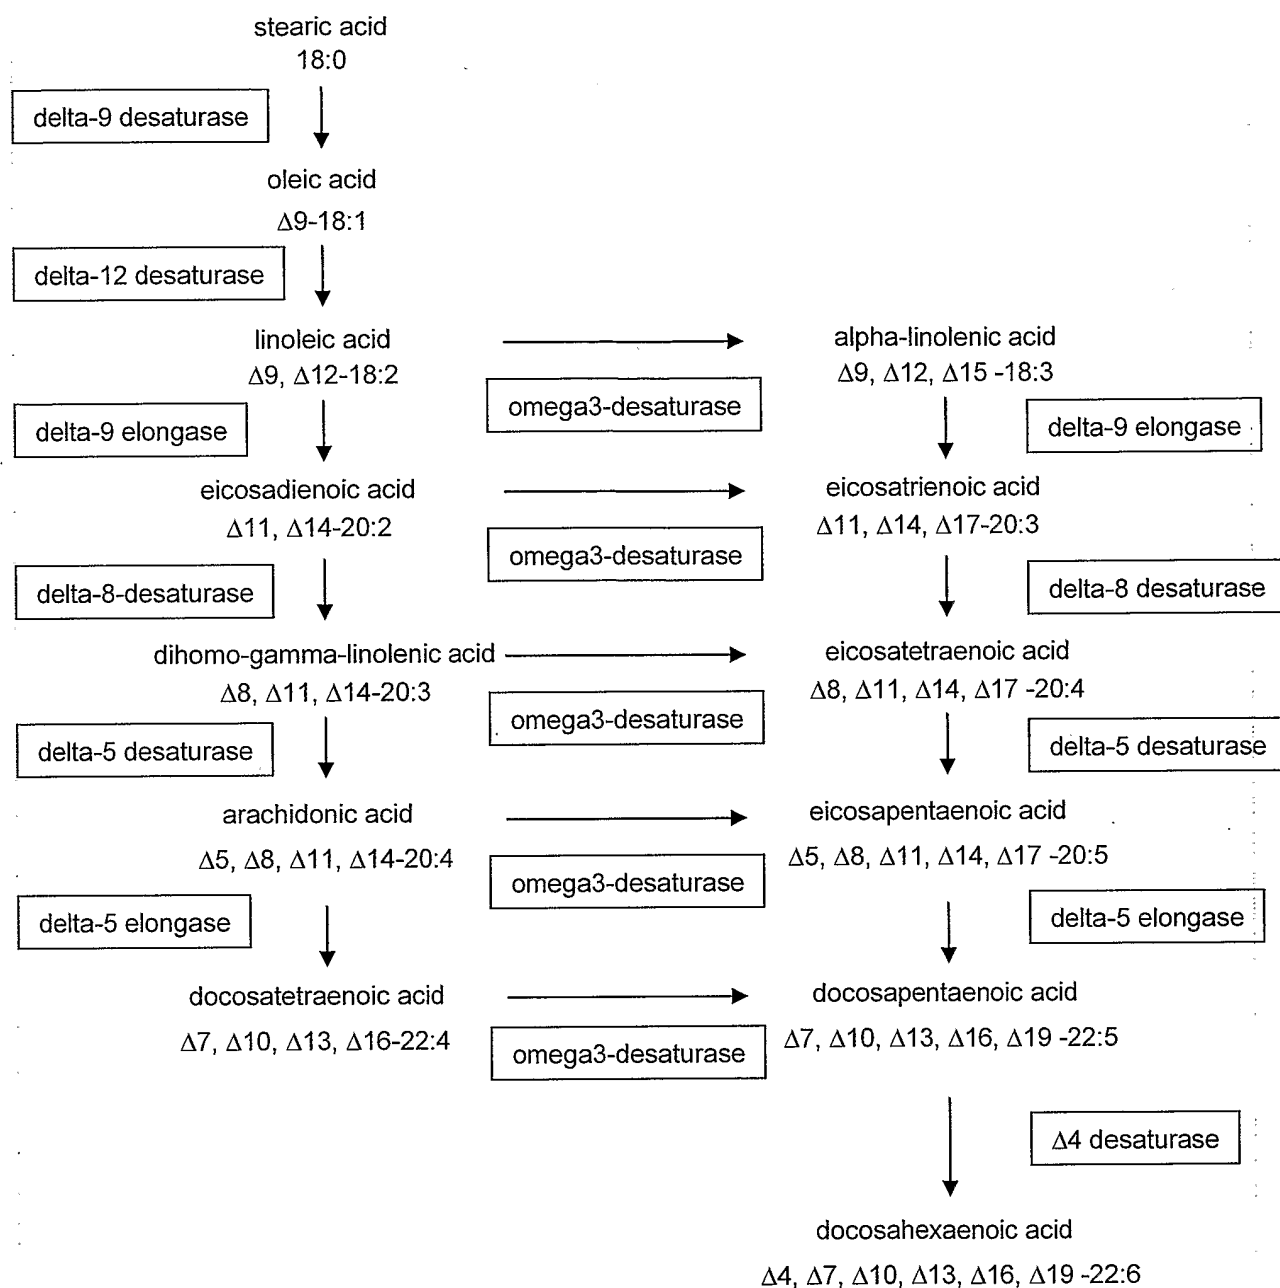 stearic acid
18:0
delta-9 desaturase
oleic acid
Δ9-18:1
delta-12 desaturase
linoleic acid
alpha-linolenic acid
Δ9, Δ12-18:2
Δ9, Δ12, Δ15 -18:3
omega3-desaturase
delta-9 elongase
delta-9 elongase
eicosadienoic acid
eicosatrienoic acid
Δ11, Δ14-20:2
Δ11, Δ14, Δ17-20:3
omega3-desaturase
delta-8-desaturase
delta-8 desaturase
dihomo-gamma-linolenic acid
eicosatetraenoic acid
Δ8, Δ11, Δ14-20:3
Δ8, Δ11, Δ14, Δ17 -20:4
omega3-desaturase
delta-5 desaturase
delta-5 desaturase
arachidonic acid
eicosapentaenoic acid
Δ5, Δ8, Δ11, Δ14-20:4
Δ5, Δ8, Δ11, Δ14, Δ17 -20:5
omega3-desaturase
delta-5 elongase
delta-5 elongase
docosatetraenoic acid
docosapentaenoic acid
Δ7, Δ10, Δ13, Δ16-22:4
Δ7, Δ10, Δ13, Δ16, Δ19 -22:5
omega3-desaturase
Δ4 desaturase
docosahexaenoic acid
Δ4, Δ7, Δ10, Δ13, Δ16, Δ19 -22:6